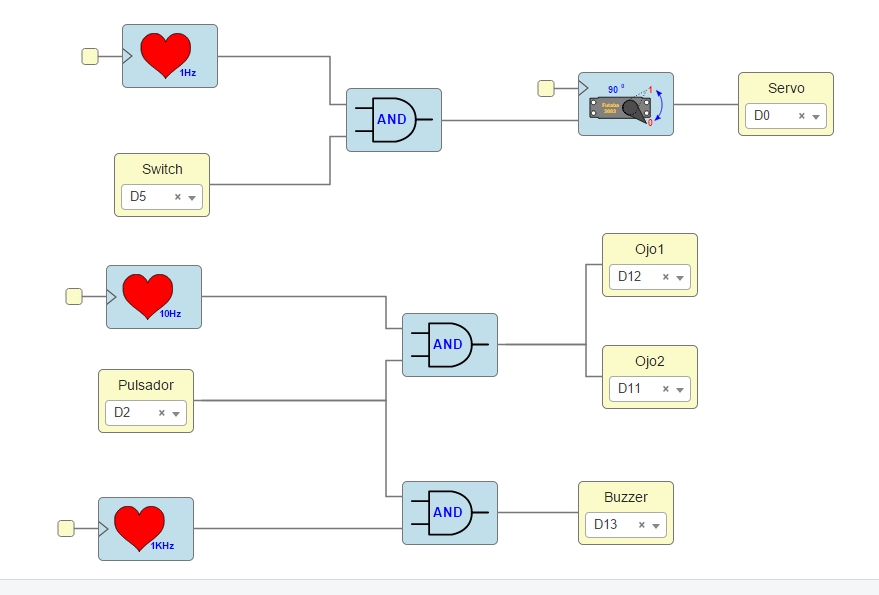 1Hz
AND
90 º
1
Futaba
3003
0
Servo
D0 ×
Switch
D5 ×
Ojo1
D12 ×
10Hz
AND
Ojo2
D11 ×
Pulsador
D2 ×
AND
Buzzer
D13 ×
1KHz